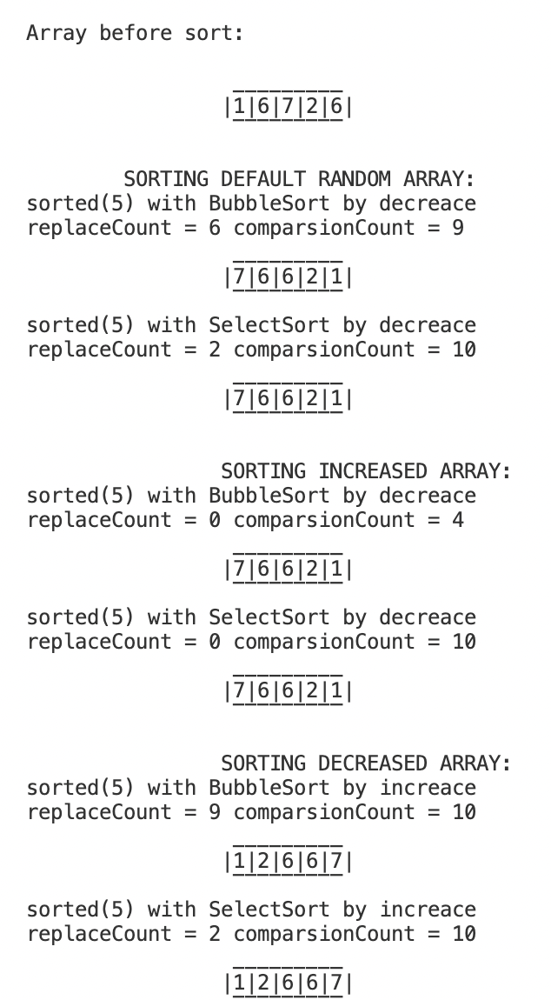 Array before sort:
_________
|1|6|7|2|6|
‾‾‾‾‾‾‾‾‾
SORTING DEFAULT RANDOM ARRAY:
sorted(5) with BubbleSort by decreace
replaceCount = 6 comparsionCount = 9
_________
|7|6|6|2|1|
‾‾‾‾‾‾‾‾‾
sorted(5) with SelectSort by decreace
replaceCount = 2 comparsionCount = 10
_________
|7|6|6|2|1|
‾‾‾‾‾‾‾‾‾
SORTING INCREASED ARRAY:
sorted(5) with BubbleSort by decreace
replaceCount = 0 comparsionCount = 4
_________
|7|6|6|2|1|
‾‾‾‾‾‾‾‾‾
sorted(5) with SelectSort by decreace
replaceCount = 0 comparsionCount = 10
_________
|7|6|6|2|1|
‾‾‾‾‾‾‾‾‾
SORTING DECREASED ARRAY:
sorted(5) with BubbleSort by increace
replaceCount = 9 comparsionCount = 10
_________
|1|2|6|6|7|
‾‾‾‾‾‾‾‾‾
sorted(5) with SelectSort by increace
replaceCount = 2 comparsionCount = 10
_________
|1|2|6|6|7|
‾‾‾‾‾‾‾‾‾